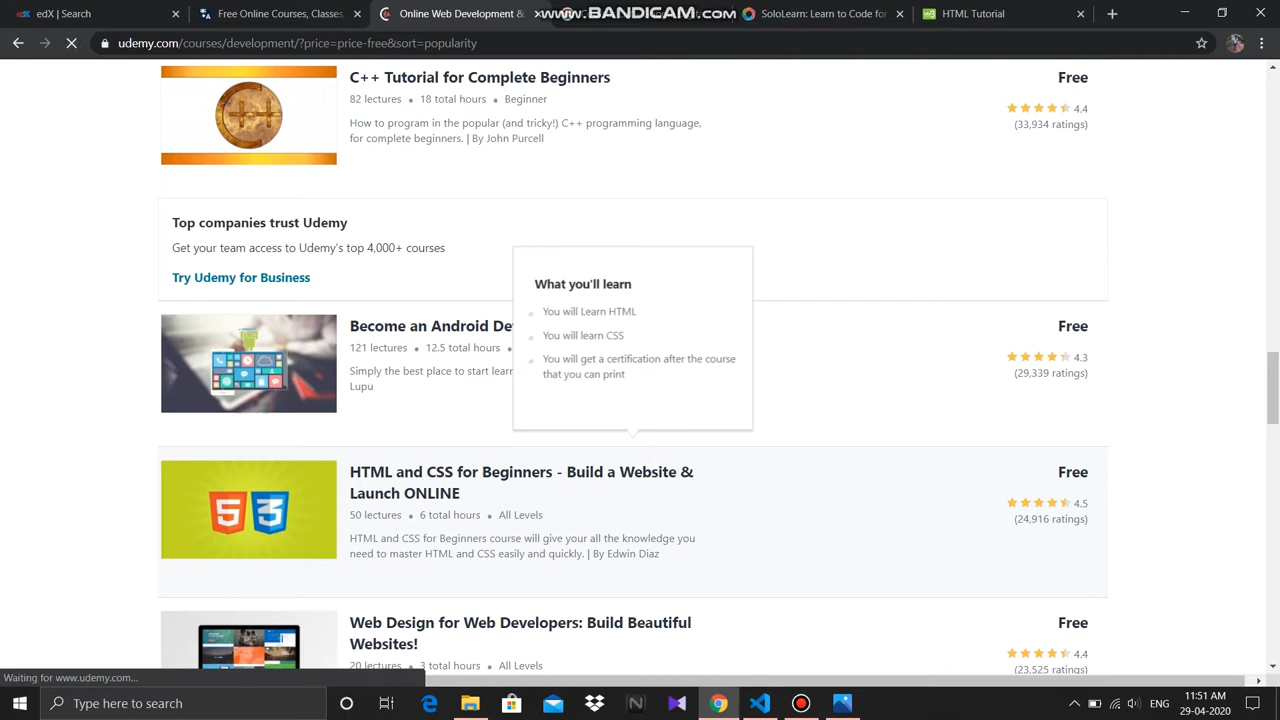 edX | Search
Free Online Courses, Classes,
Online Web Development &
www.BANDICAM.com
SoloLearn: Learn to Code for
HTML Tutorial
udemy.com/courses/development/?price=price-free&sort=popularity
C++ Tutorial for Complete Beginners
Free
82 lectures • 18 total hours • Beginner
4.4
How to program in the popular (and tricky!) C++ programming language,
(33,934 ratings)
for complete beginners. | By John Purcell
C++
Top companies trust Udemy
Get your team access to Udemy's top 4,000+ courses
Try Udemy for Business
What you'll learn
You will Learn HTML
You will learn CSS
You will get a certification after the course
that you can print
Become an Android De
Free
121 lectures • 12.5 total hours •
4.3
Simply the best place to start learn
(29,339 ratings)
Lupu
HTML and CSS for Beginners - Build a Website &
Free
Launch ONLINE
50 lectures • 6 total hours • All Levels
4.5
(24,916 ratings)
HTML and CSS for Beginners course will give your all the knowledge you
need to master HTML and CSS easily and quickly. | By Edwin Diaz
5 3
Web Design for Web Developers: Build Beautiful
Free
Websites!
20 lectures • 3 total hours • All Levels
4.4
(23,525 ratings)
Waiting for www.udemy.com...
Type here to search
ENG
11:51 AM
29-04-2020